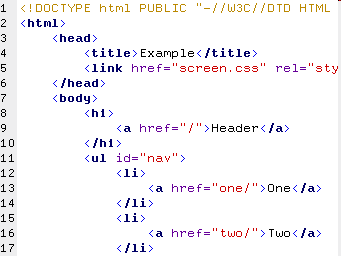 1 <!DOCTYPE html PUBLIC "-//W3C//DTD HTML
2 <html>
3     <head>
4         <title>Example</title>
5         <link href="screen.css" rel="sty
6     </head>
7     <body>
8         <h1>
9             <a href="/">Header</a>
10         </h1>
11         <ul id="nav">
12             <li>
13                 <a href="one/">One</a>
14             </li>
15             <li>
16                 <a href="two/">Two</a>
17             </li>